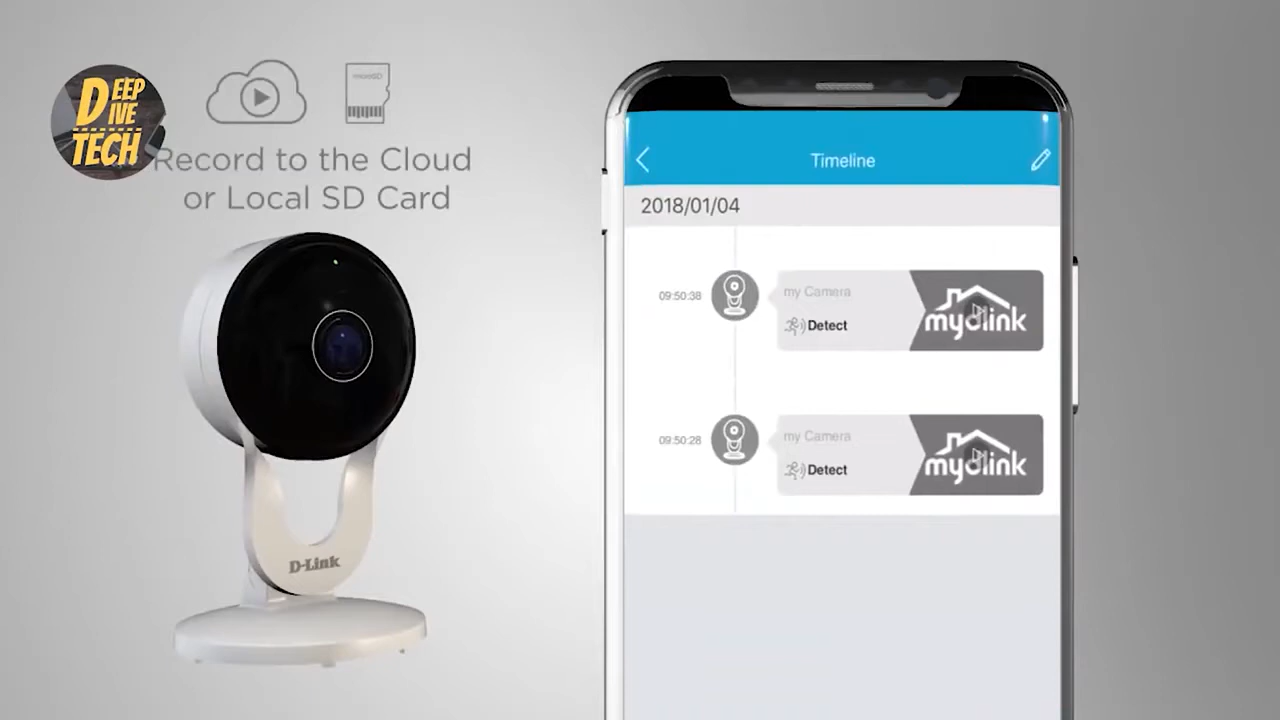 DEEP
DIVE
TECH
microSD
Record to the Cloud
or Local SD Card
D-Link
Timeline
2018/01/04
09:50:38
my Camera
Detect
mydlink
09:50:28
my Camera
Detect
mydlink